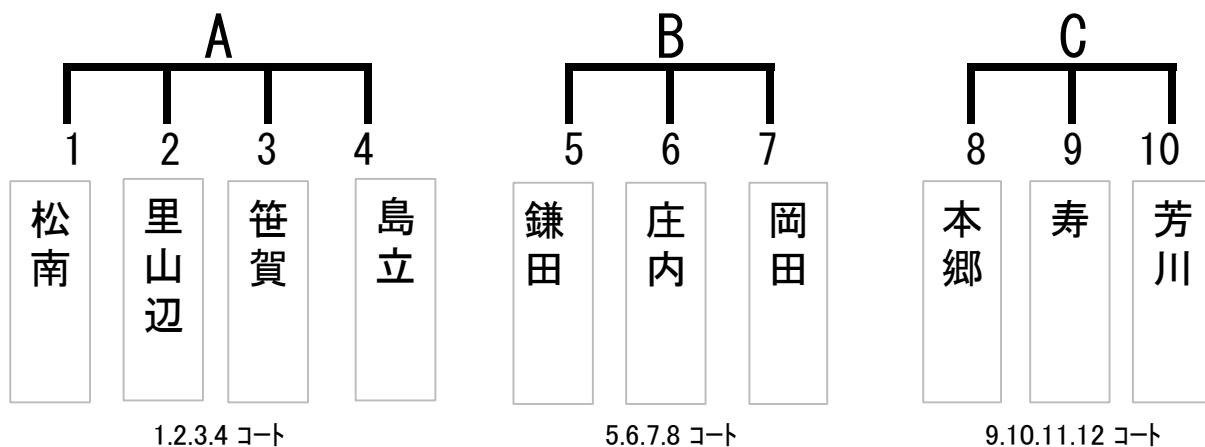 A
B
C
1 2 3 4
5 6 7
8 9 10
松南
里山辺
笹賀
島立
鎌田
庄内
岡田
本郷
寿
芳川
1.2.3.4 コート
5.6.7.8 コート
9.10.11.12 コート